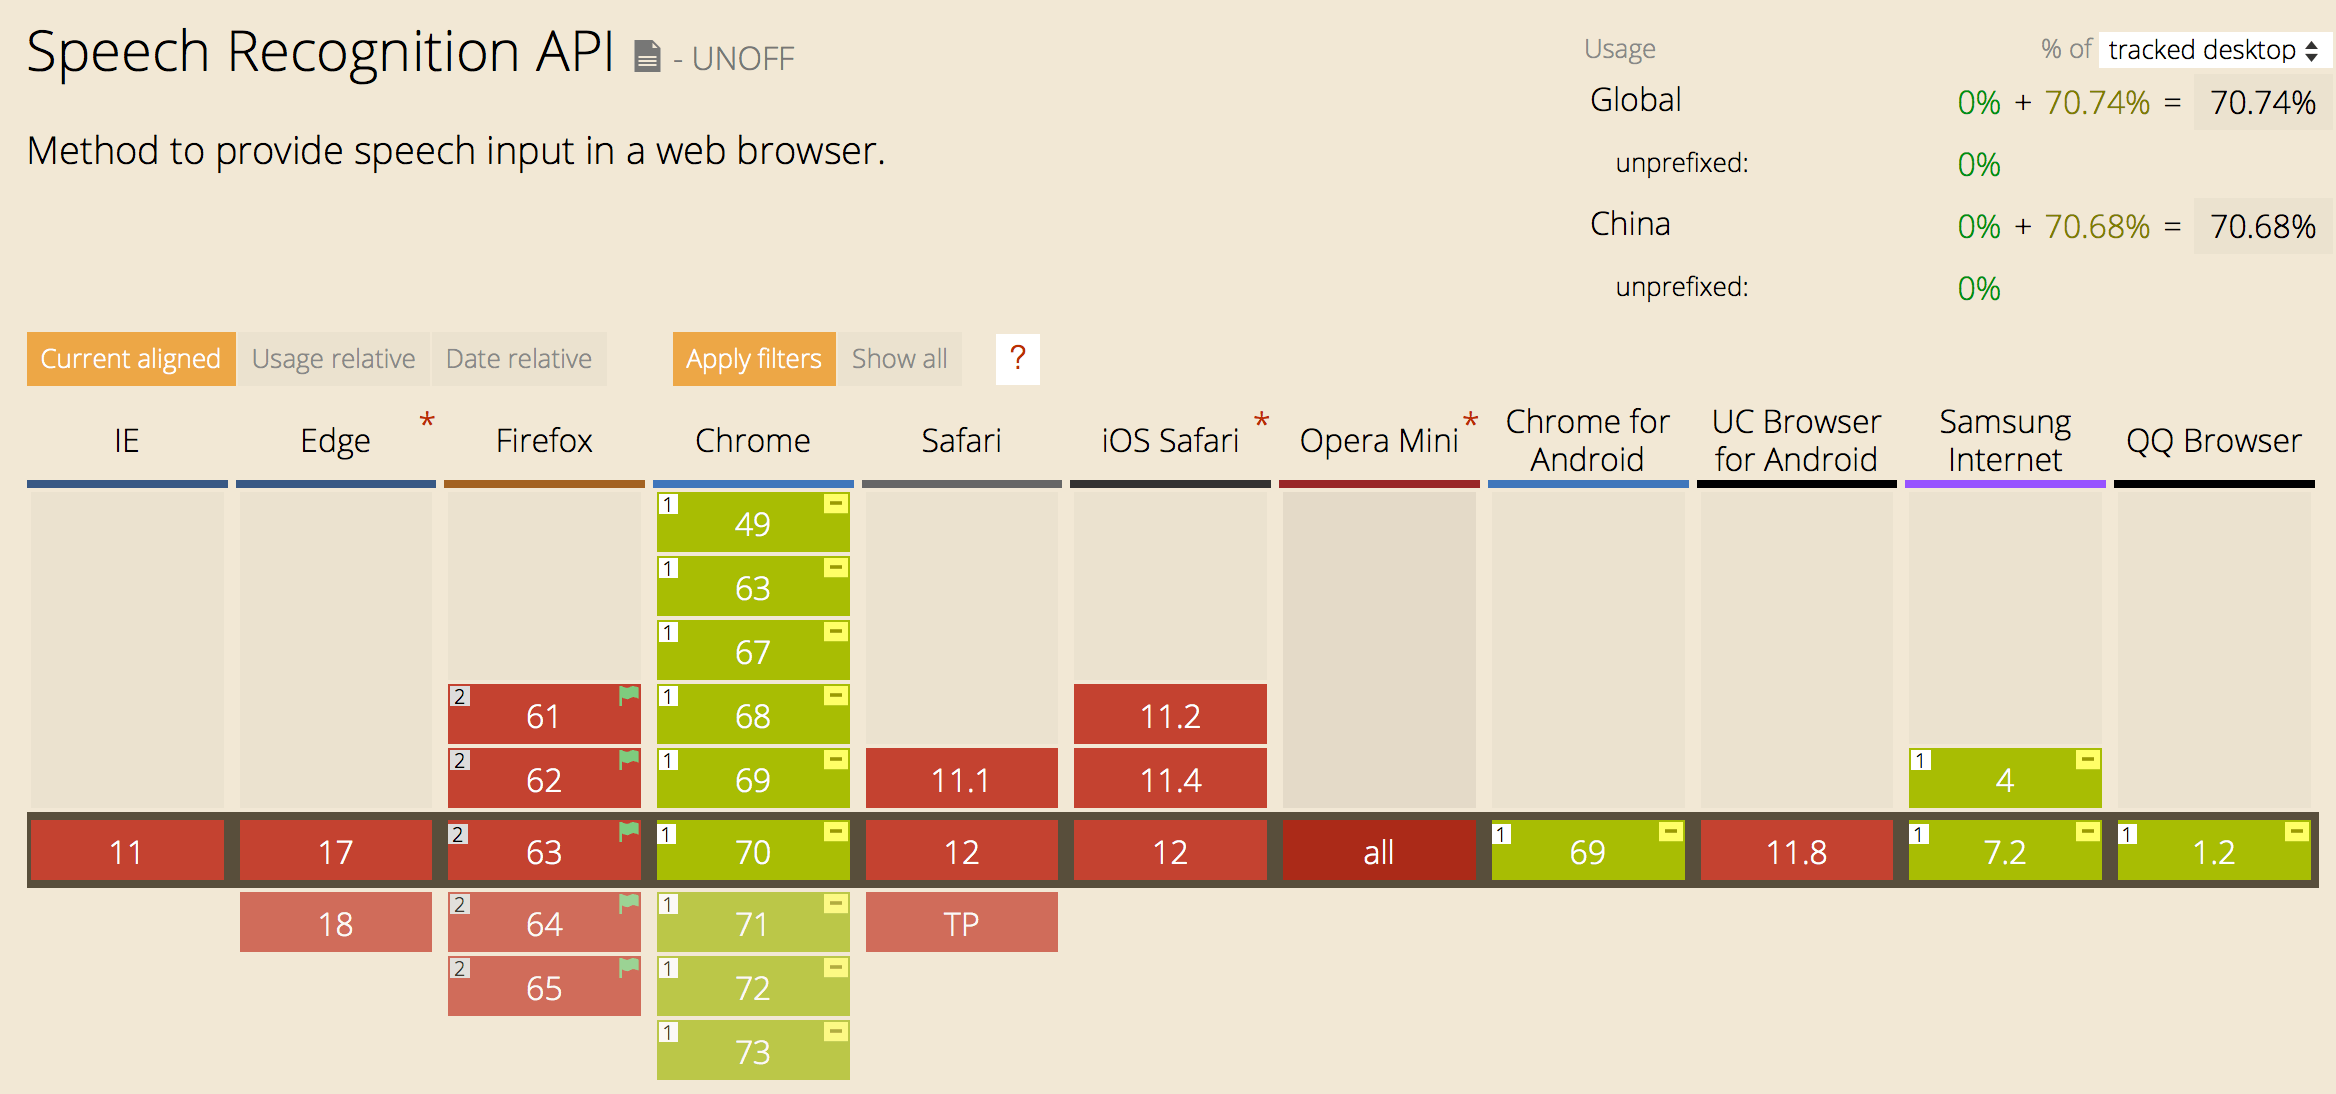 Speech Recognition API - UNOFF
Usage % of tracked desktop
Global 0% + 70.74% = 70.74%
Method to provide speech input in a web browser.
unprefixed: 0%
China 0% + 70.68% = 70.68%
unprefixed: 0%
Current aligned Usage relative Date relative Apply filters Show all ?
IE Edge * Firefox Chrome Safari iOS Safari * Opera Mini * Chrome for Android UC Browser for Android Samsung Internet QQ Browser
1 49 -
1 63 -
1 67 -
2 61 1 68 - 11.2
2 62 1 69 - 11.1 11.4 1 4 -
11 17 2 63 1 70 - 12 12 all 1 69 - 11.8 1 7.2 - 1 1.2 -
18 2 64 1 71 - TP
2 65 1 72 -
1 73 -